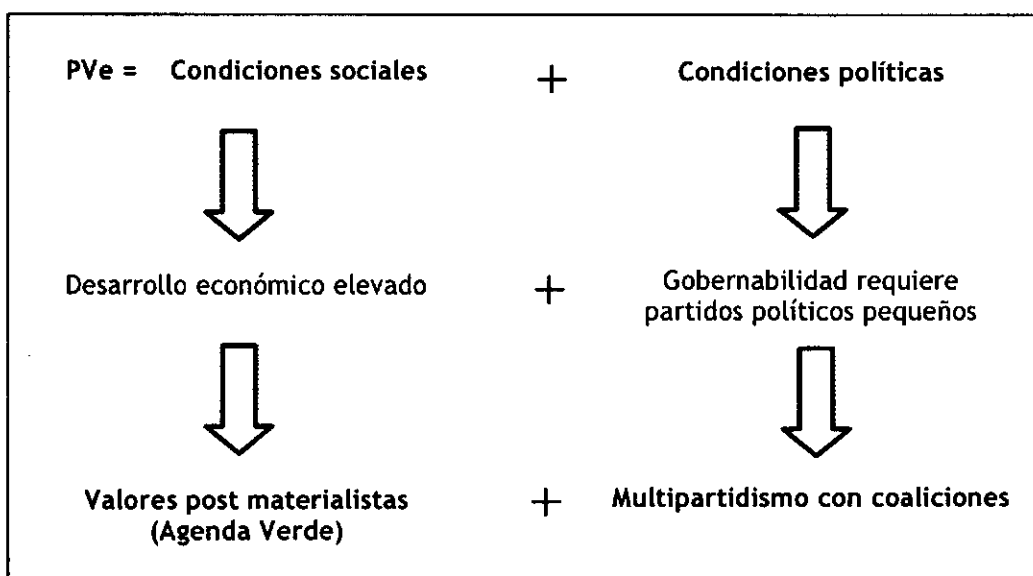 PVe = Condiciones sociales + Condiciones políticas
Desarrollo económico elevado + Gobernabilidad requiere
partidos políticos pequeños
Valores post materialistas + Multipartidismo con coaliciones
(Agenda Verde)